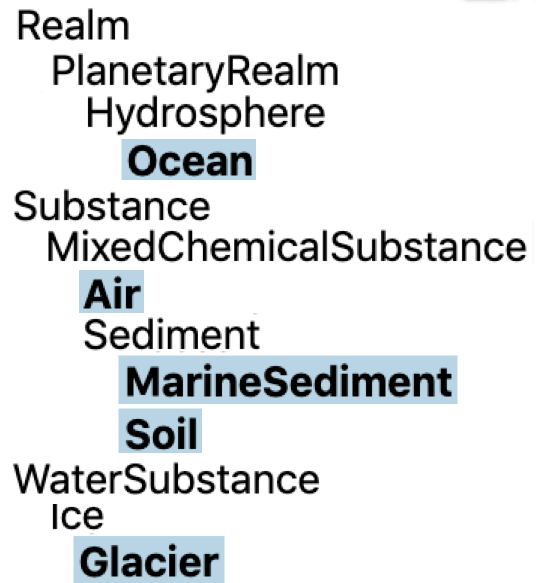 Realm
PlanetaryRealm
Hydrosphere
Ocean
Substance
MixedChemicalSubstance
Air
Sediment
MarineSediment
Soil
WaterSubstance
Ice
Glacier